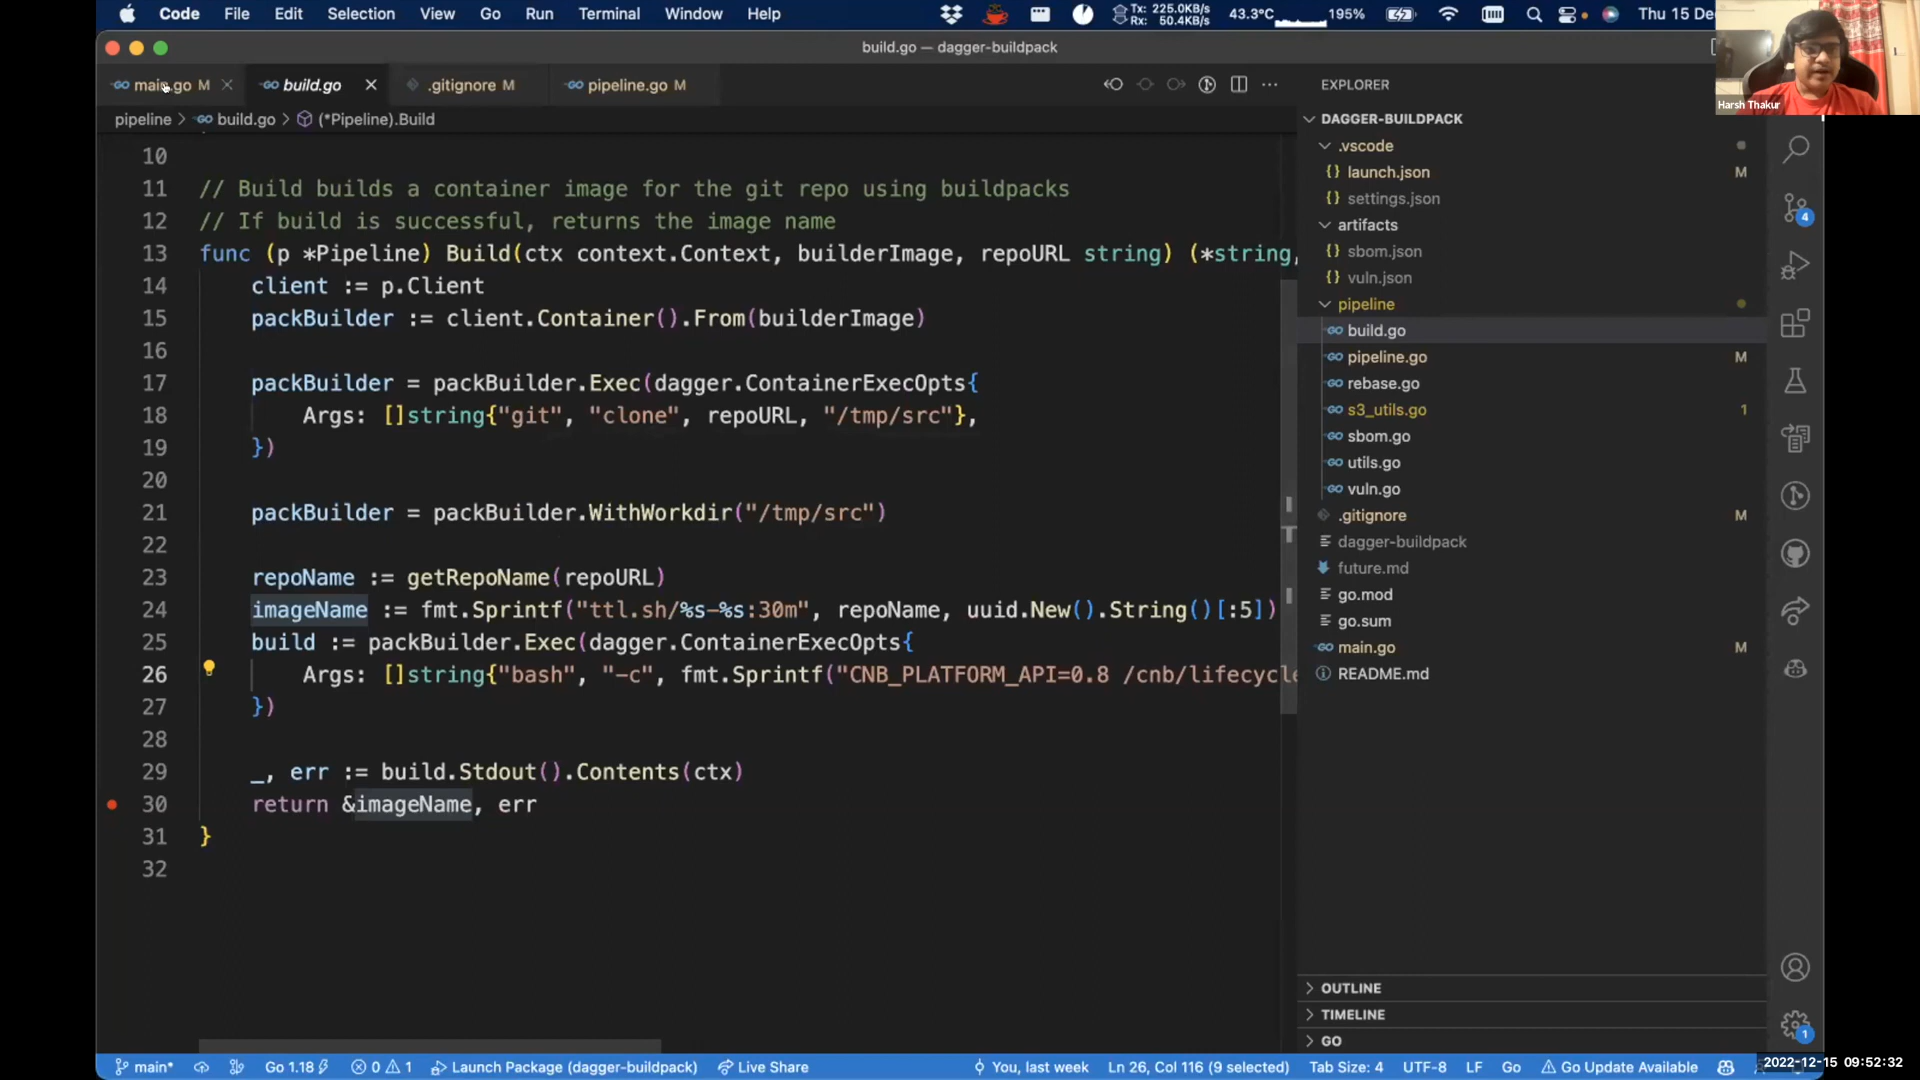 Code File Edit Selection View Go Run Terminal Window Help
Tx: 225.0KB/s
Rx: 50.4KB/s
43.3°C 195% Thu 15 De
build.go — dagger-buildpack
Harsh Thakur
main.go M build.go .gitignore M pipeline.go M
pipeline > build.go > (*Pipeline).Build
10
11 // Build builds a container image for the git repo using buildpacks
12 // If build is successful, returns the image name
13 func (p *Pipeline) Build(ctx context.Context, builderImage, repoURL string) (*string,
14 client := p.Client
15 packBuilder := client.Container().From(builderImage)
16
17 packBuilder = packBuilder.Exec(dagger.ContainerExecOpts{
18 Args: []string{"git", "clone", repoURL, "/tmp/src"},
19 })
20
21 packBuilder = packBuilder.WithWorkdir("/tmp/src")
22
23 repoName := getRepoName(repoURL)
24 imageName := fmt.Sprintf("ttl.sh/%s-%s:30m", repoName, uuid.New().String()[:5])
25 build := packBuilder.Exec(dagger.ContainerExecOpts{
26 Args: []string{"bash", "-c", fmt.Sprintf("CNB_PLATFORM_API=0.8 /cnb/lifecycle
27 })
28
29 _, err := build.Stdout().Contents(ctx)
30 return &imageName, err
31 }
32
EXPLORER
DAGGER-BUILDPACK
.vscode
launch.json M
settings.json
artifacts
sbom.json
vuln.json
pipeline
build.go
pipeline.go M
rebase.go
s3_utils.go 1
sbom.go
utils.go
vuln.go
.gitignore M
dagger-buildpack
future.md
go.mod
go.sum
main.go M
README.md
OUTLINE
TIMELINE
GO
4
1
main* Go 1.18 0 1 Launch Package (dagger-buildpack) Live Share You, last week Ln 26, Col 116 (9 selected) Tab Size: 4 UTF-8 LF Go Go Update Available
2022-12-15 09:52:32